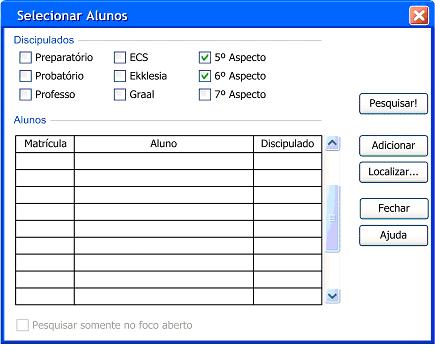 Selecionar Alunos
Discipulados
Preparatório ECS 5º Aspecto
Probatório Ekklesia 6º Aspecto
Professo Graal 7º Aspecto
Pesquisar!
Alunos
Matrícula Aluno Discipulado
Adicionar
Localizar...
Fechar
Ajuda
Pesquisar somente no foco aberto